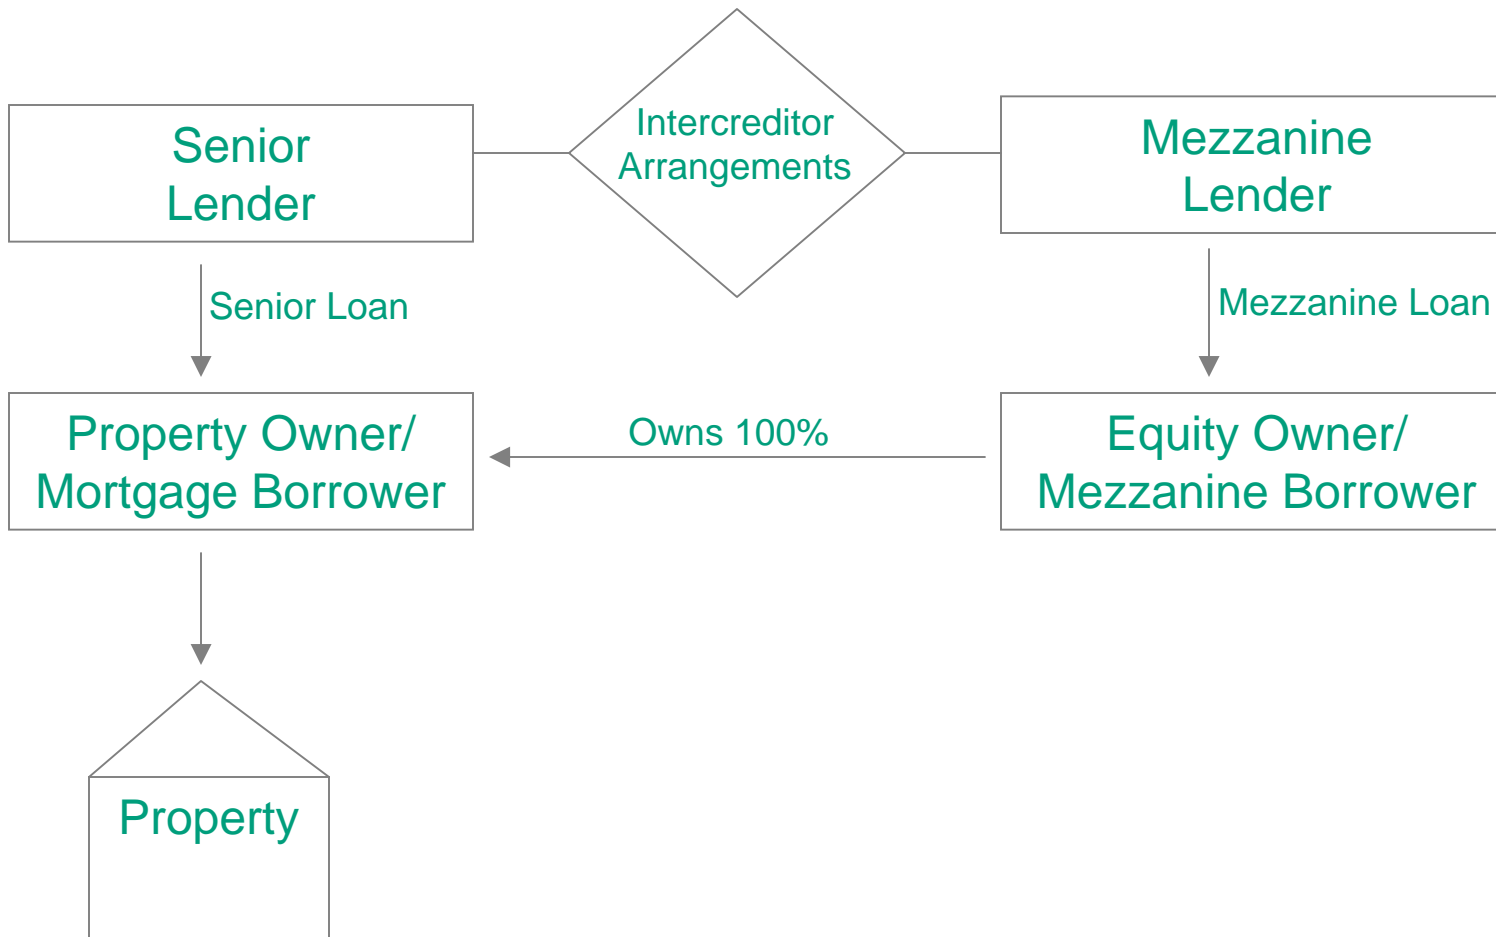 Senior
Lender
Intercreditor
Arrangements
Mezzanine
Lender
Senior Loan
Mezzanine Loan
Property Owner/
Mortgage Borrower
Owns 100%
Equity Owner/
Mezzanine Borrower
Property